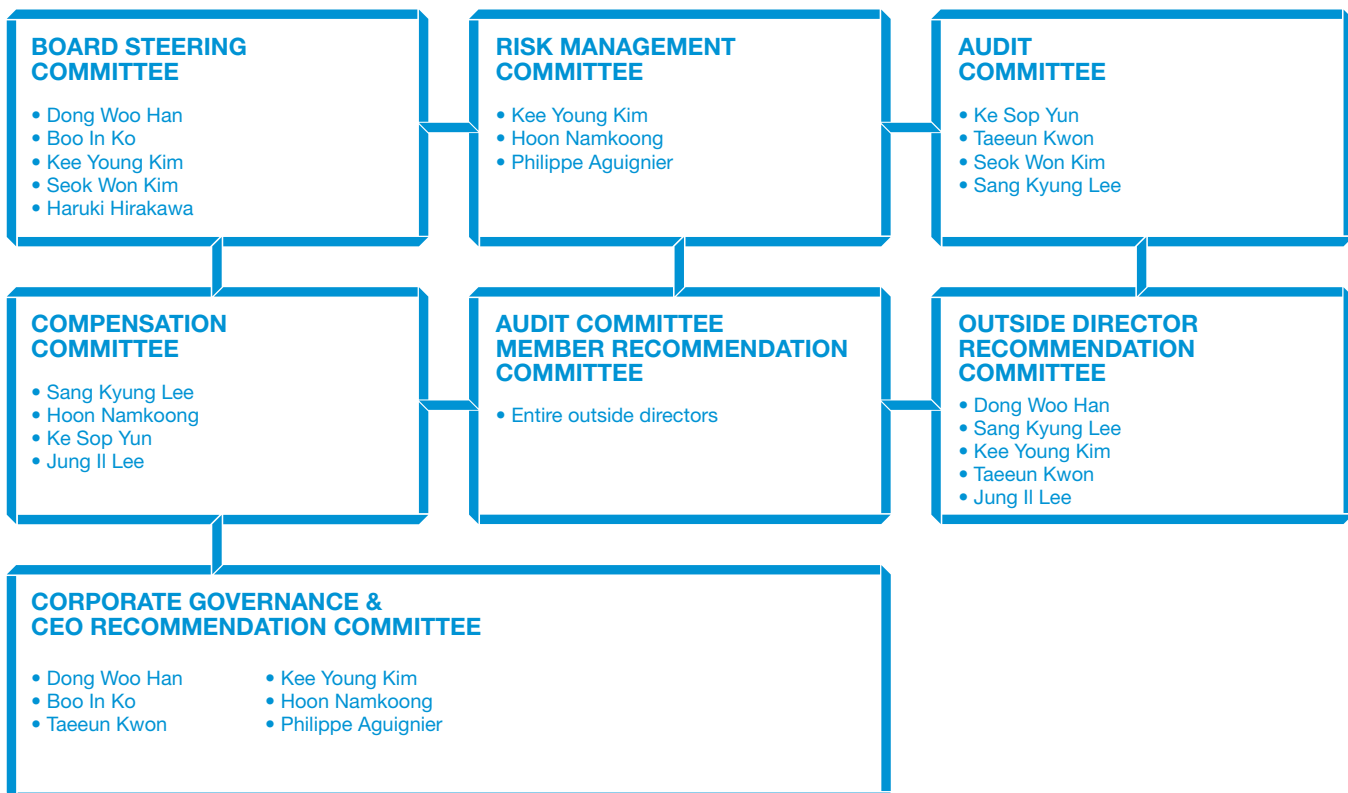 BOARD STEERING
COMMITTEE
• Dong Woo Han
• Boo In Ko
• Kee Young Kim
• Seok Won Kim
• Haruki Hirakawa
RISK MANAGEMENT
COMMITTEE
• Kee Young Kim
• Hoon Namkoong
• Philippe Aguignier
AUDIT
COMMITTEE
• Ke Sop Yun
• Taeeun Kwon
• Seok Won Kim
• Sang Kyung Lee
COMPENSATION
COMMITTEE
• Sang Kyung Lee
• Hoon Namkoong
• Ke Sop Yun
• Jung Il Lee
AUDIT COMMITTEE
MEMBER RECOMMENDATION
COMMITTEE
• Entire outside directors
OUTSIDE DIRECTOR
RECOMMENDATION
COMMITTEE
• Dong Woo Han
• Sang Kyung Lee
• Kee Young Kim
• Taeeun Kwon
• Jung Il Lee
CORPORATE GOVERNANCE &
CEO RECOMMENDATION COMMITTEE
• Dong Woo Han
• Boo In Ko
• Taeeun Kwon
• Kee Young Kim
• Hoon Namkoong
• Philippe Aguignier